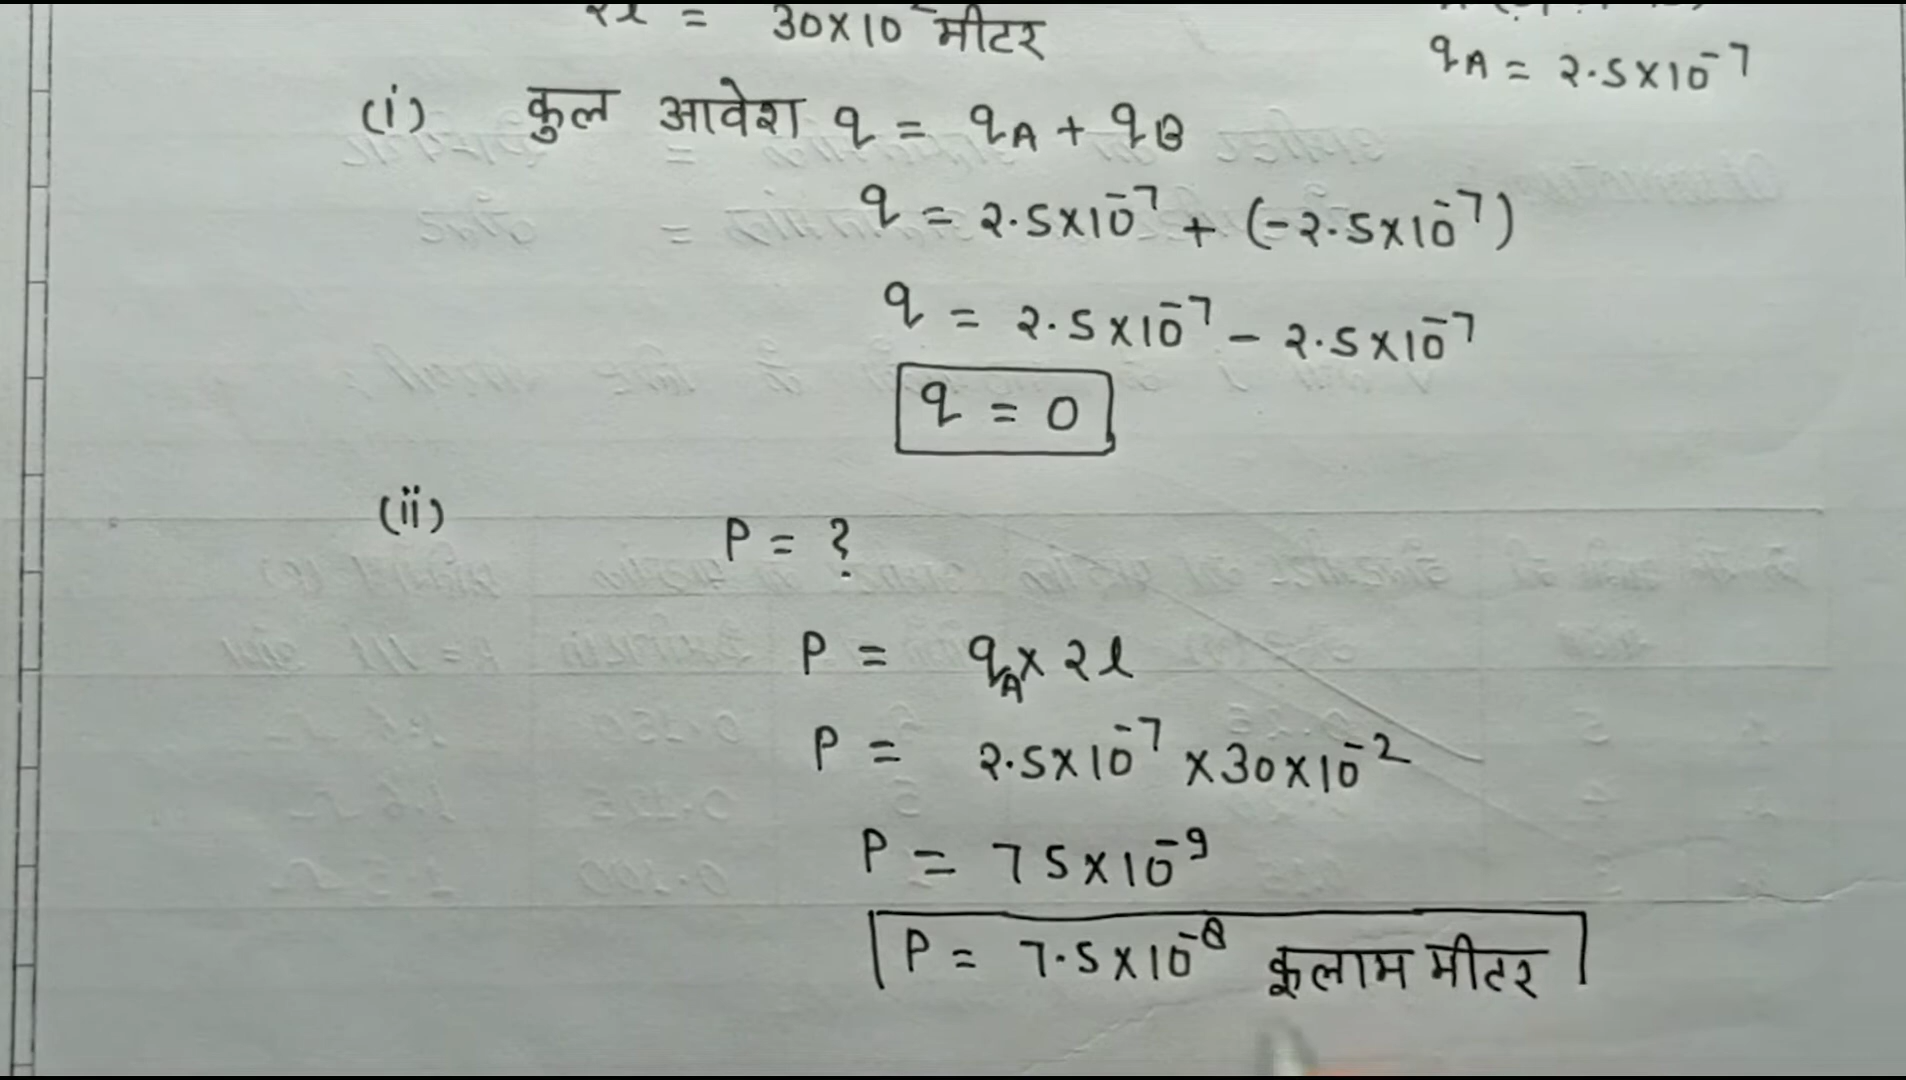 2l = 30×10⁻² मीटर
qA = 2.5×10⁻⁷
(i) कुल आवेश q = qA + qB
q = 2.5×10⁻⁷ + (-2.5×10⁻⁷)
q = 2.5×10⁻⁷ - 2.5×10⁻⁷
q = 0
(ii) P = ?
P = qA × 2l
P = 2.5×10⁻⁷ × 30×10⁻²
P = 75×10⁻⁹
P = 7.5×10⁻⁸ कूलाम मीटर